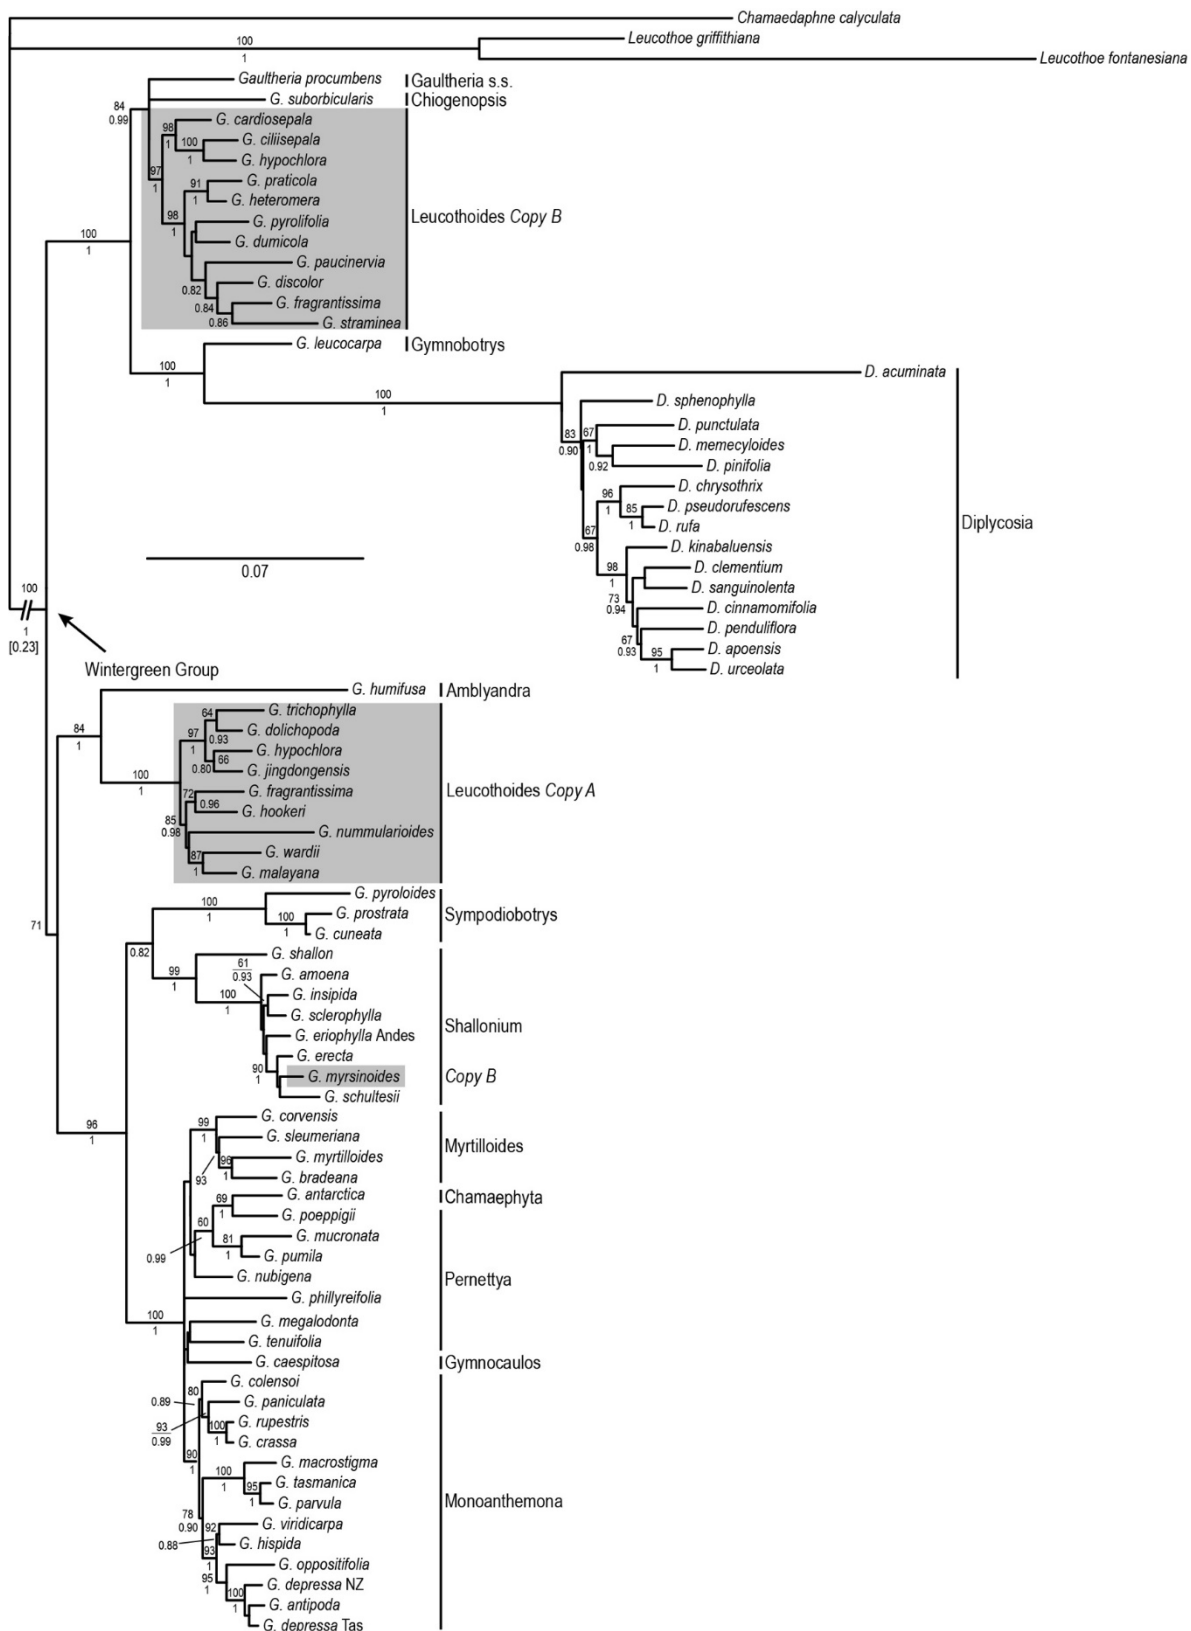 Chamaedaphne calyculata
100
1
Leucothoe griffithiana
Leucothoe fontanesiana
Gaultheria procumbens
Gaultheria s.s.
84
0.99
G. suborbicularis
Chiogenopsis
G. cardiosepala
98
1
G. ciliisepala
100
1
G. hypochlora
97
1
G. praticola
91
1
G. heteromera
98
1
Leucothoides Copy B
G. pyrolifolia
G. dumicola
100
1
G. paucinervia
0.82
G. discolor
0.84
G. fragrantissima
0.86
G. straminea
G. leucocarpa
Gymnobotrys
100
1
D. acuminata
100
1
D. sphenophylla
83
0.90
D. punctulata
67
1
D. memecyloides
0.92
D. pinifolia
D. chrysothrix
96
1
D. pseudorufescens
85
1
D. rufa
Diplycosia
67
0.98
D. kinabaluensis
98
1
D. clementium
D. sanguinolenta
73
0.94
D. cinnamomifolia
D. penduliflora
67
0.93
D. apoensis
95
1
D. urceolata
0.07
100
1
[0.23]
Wintergreen Group
G. humifusa
Amblyandra
84
1
G. trichophylla
64
0.93
G. dolichopoda
97
1
G. hypochlora
66
0.80
G. jingdongensis
100
1
G. fragrantissima
72
0.96
Leucothoides Copy A
G. hookeri
85
0.98
G. nummularioides
G. wardii
87
1
G. malayana
G. pyroloides
100
1
G. prostrata
100
1
G. cuneata
Sympodiobotrys
71
0.82
G. shallon
99
1
G. amoena
61
0.93
100
1
G. insipida
G. sclerophylla
G. eriophylla Andes
Shallonium
G. erecta
90
1
G. myrsinoides
Copy B
G. schultesii
96
1
G. corvensis
99
1
G. sleumeriana
Myrtilloides
G. myrtilloides
96
1
93
G. bradeana
G. antarctica
Chamaephyta
69
1
G. poeppigii
60
0.99
G. mucronata
81
1
G. pumila
G. nubigena
Pernettya
G. phillyreifolia
100
1
G. megalodonta
G. tenuifolia
G. caespitosa
Gymnocaulos
G. colensoi
80
0.89
G. paniculata
93
0.99
G. rupestris
100
1
G. crassa
90
1
G. macrostigma
100
1
G. tasmanica
95
1
G. parvula
Monoanthemona
78
0.90
G. viridicarpa
92
0.88
G. hispida
93
1
G. oppositifolia
95
1
G. depressa NZ
100
1
G. antipoda
G. depressa Tas